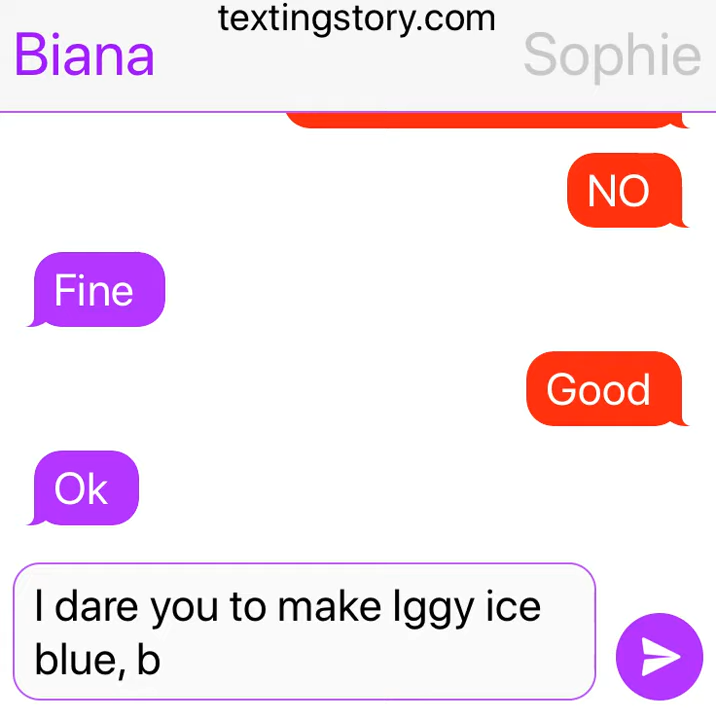 textingstory.com
Biana
Sophie
NO
Fine
Good
Ok
I dare you to make Iggy ice
blue, b